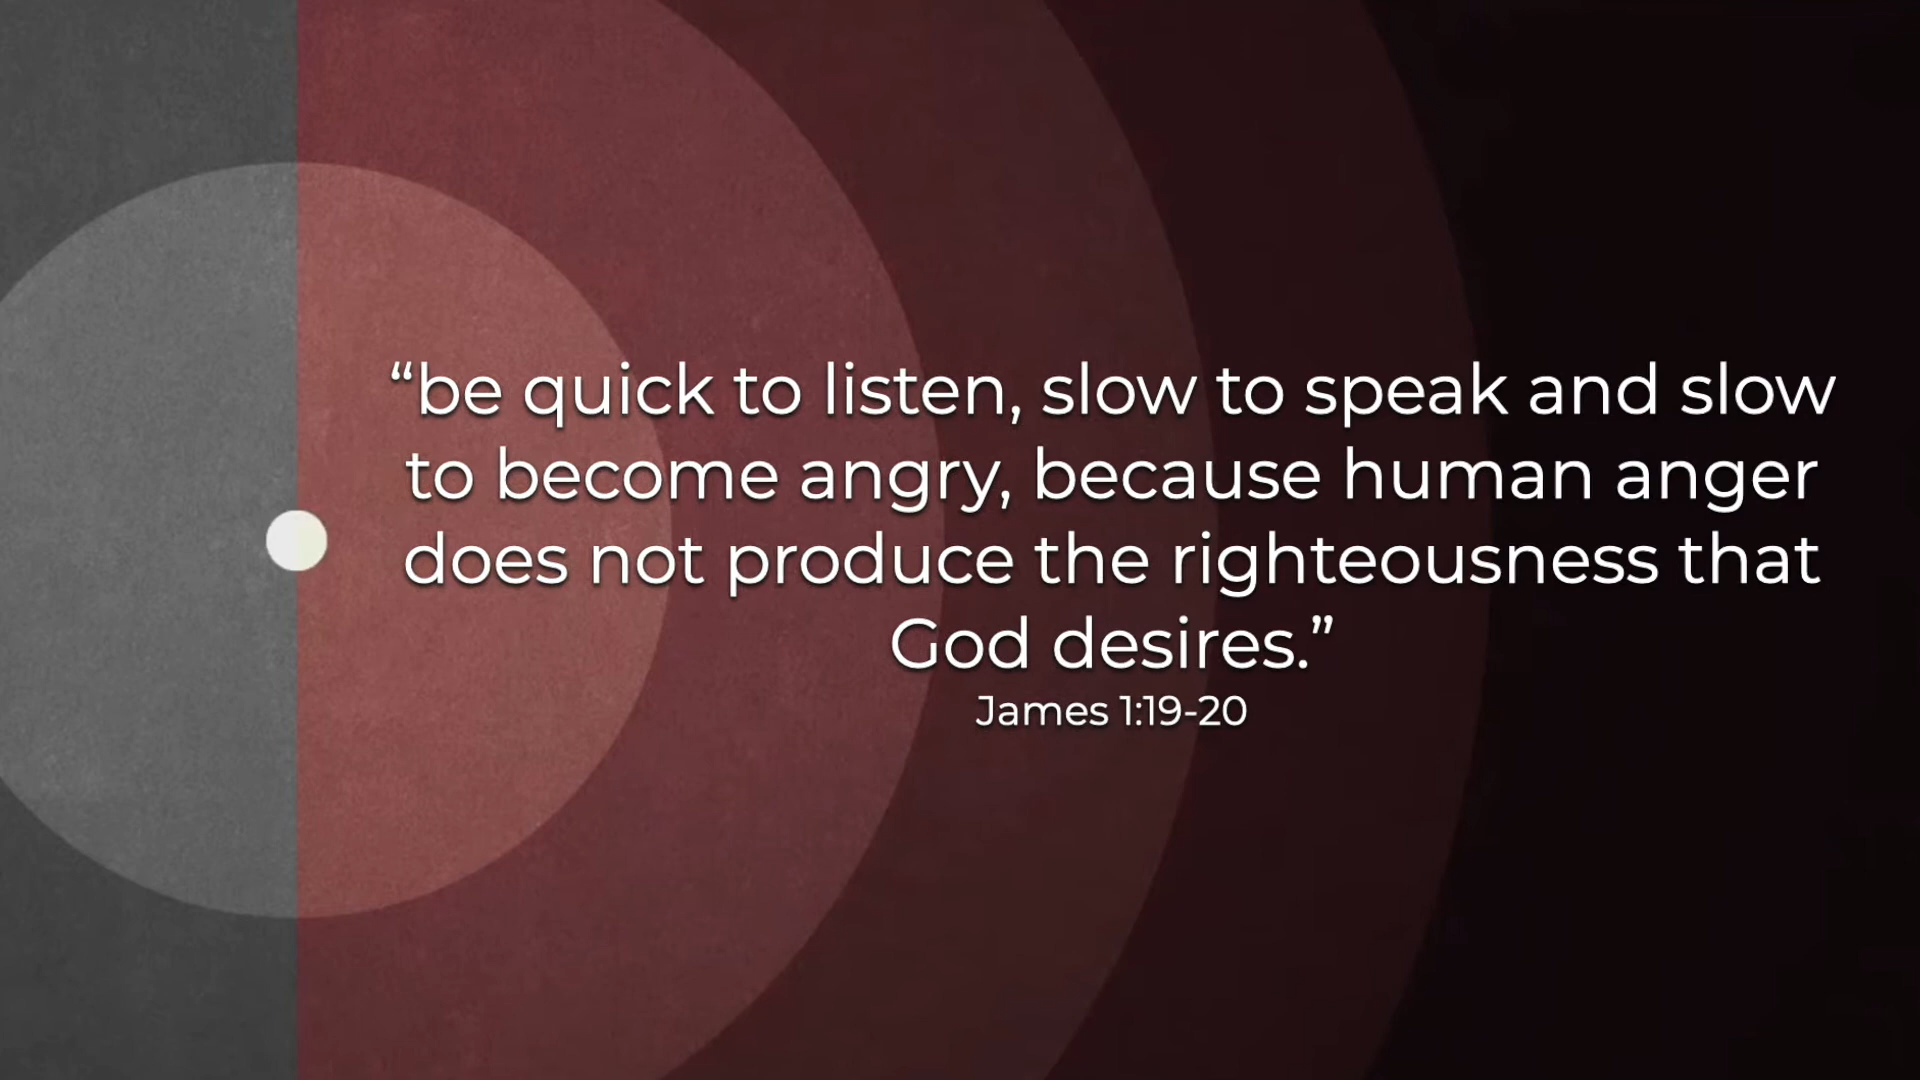 “be quick to listen, slow to speak and slow
to become angry, because human anger
does not produce the righteousness that
God desires.”
James 1:19-20